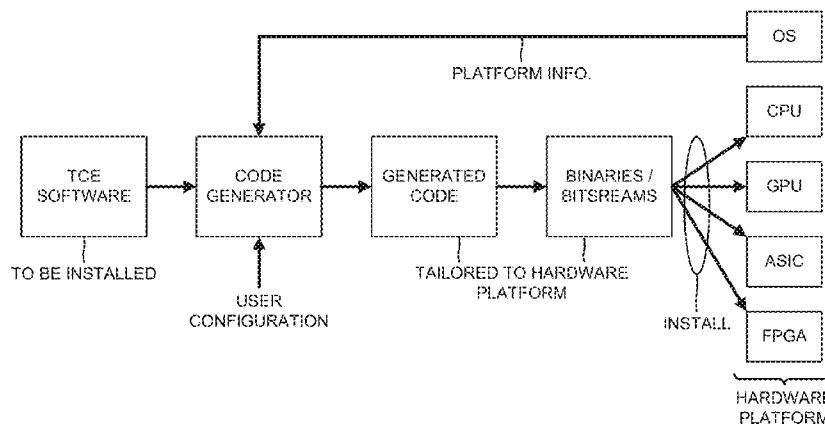 OS
PLATFORM INFO.
CPU
TCE
SOFTWARE
CODE
GENERATOR
GENERATED
CODE
BINARIES /
BITSREAMS
GPU
TO BE INSTALLED
TAILORED TO HARDWARE
PLATFORM
ASIC
USER
CONFIGURATION
INSTALL
FPGA
HARDWARE
PLATFORM